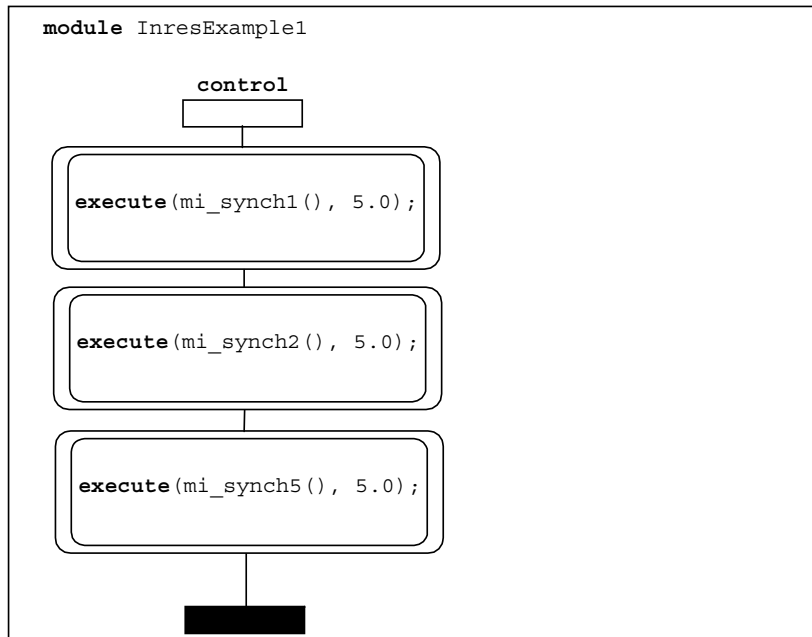 module InresExample1
control
execute(mi_synch1(), 5.0);
execute(mi_synch2(), 5.0);
execute(mi_synch5(), 5.0);